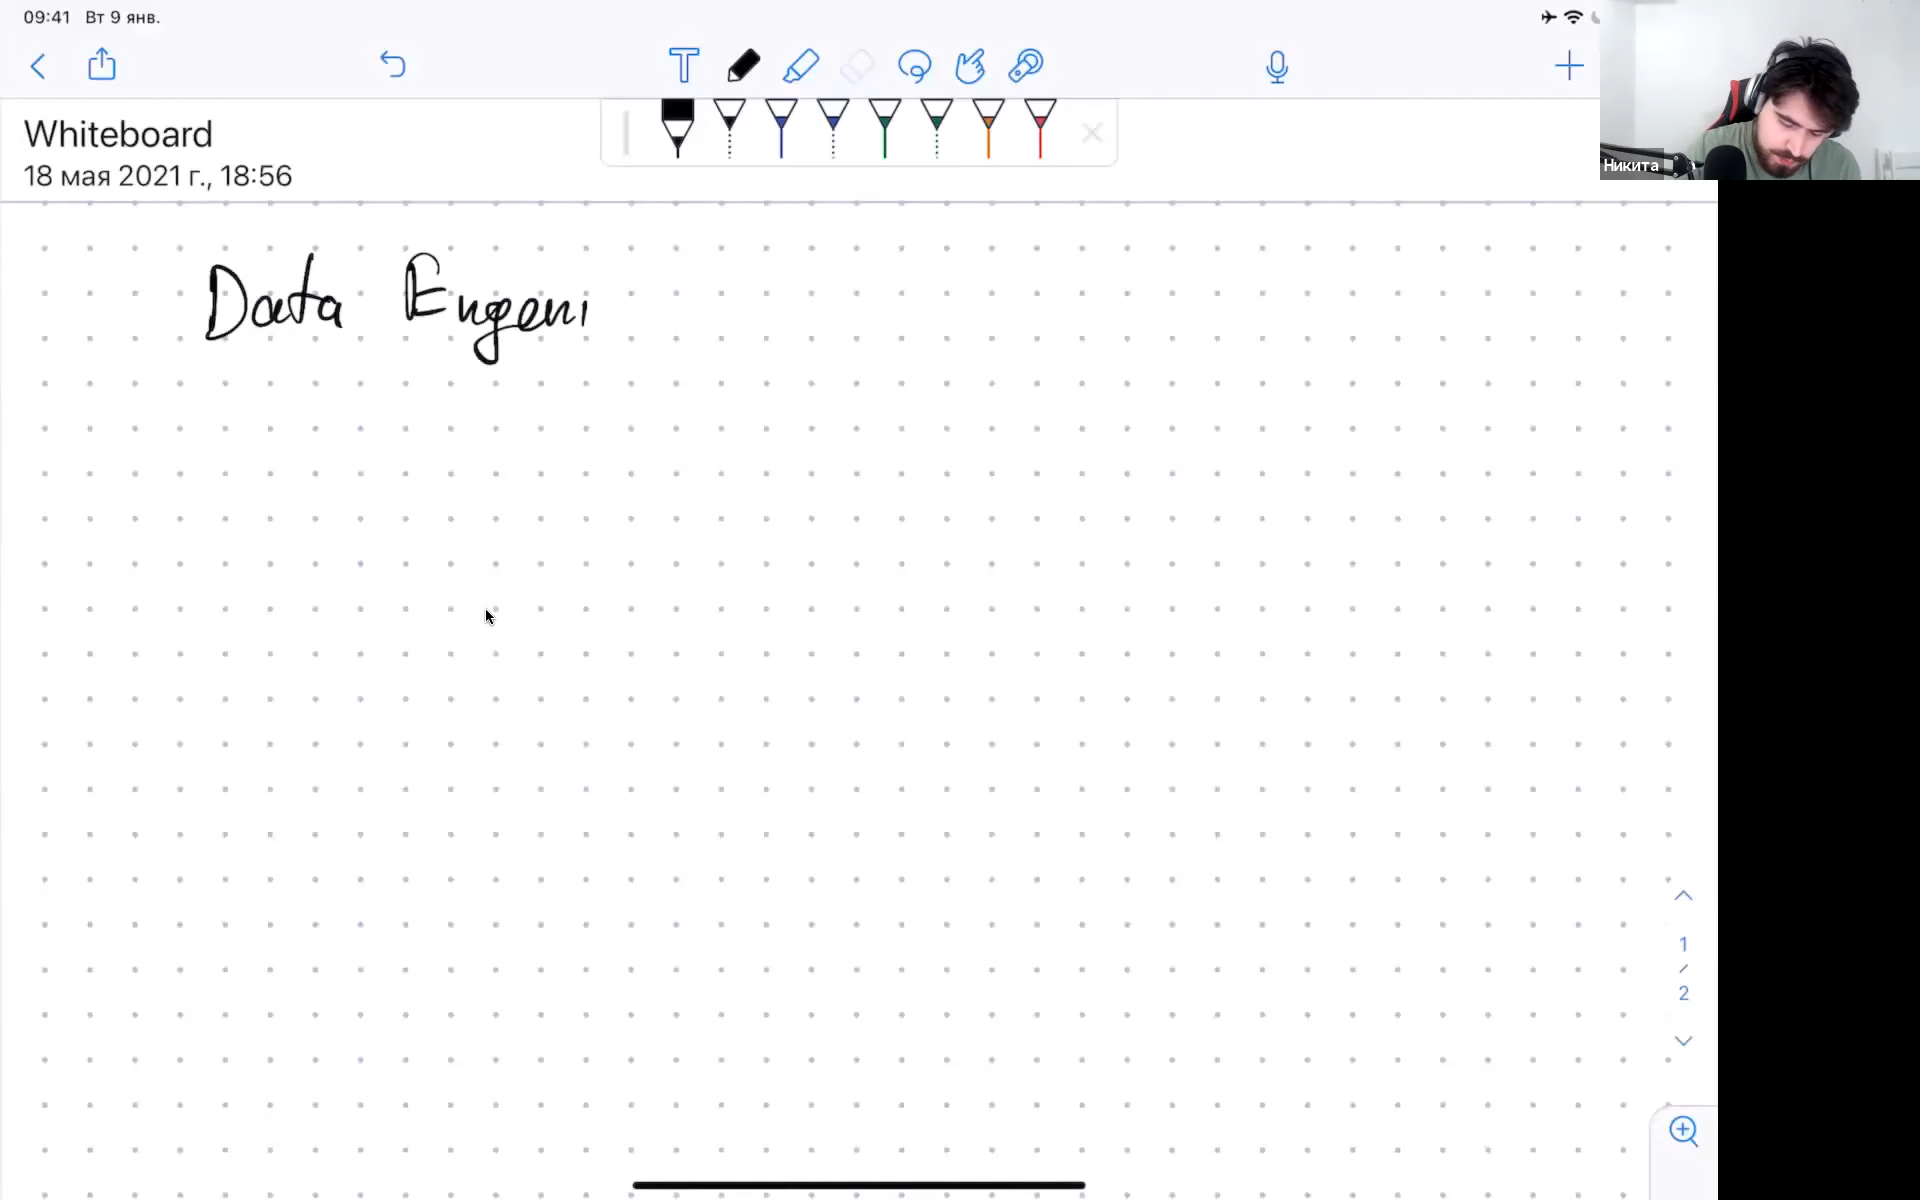 09:41 Вт 9 янв.
Whiteboard
18 мая 2021 г., 18:56
Никита
Data Engeni
1
/
2